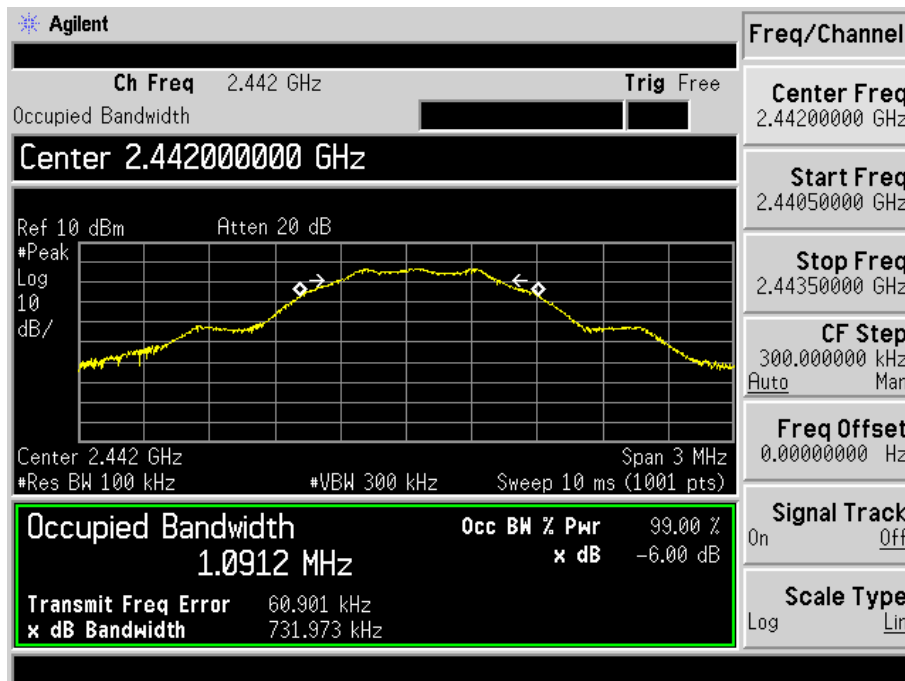 Agilent
Freq/Channel
Ch Freq 2.442 GHz Trig Free
Occupied Bandwidth
Center 2.442000000 GHz
Ref 10 dBm Atten 20 dB
#Peak
Log
10
dB/
Center 2.442 GHz Span 3 MHz
#Res BW 100 kHz #VBW 300 kHz Sweep 10 ms (1001 pts)
Occupied Bandwidth
1.0912 MHz
Occ BW % Pwr 99.00 %
x dB -6.00 dB
Transmit Freq Error 60.901 kHz
x dB Bandwidth 731.973 kHz
Center Freq
2.44200000 GHz
Start Freq
2.44050000 GHz
Stop Freq
2.44350000 GHz
CF Step
300.000000 kHz
Auto Man
Freq Offset
0.00000000 Hz
Signal Track
On Off
Scale Type
Log Lin